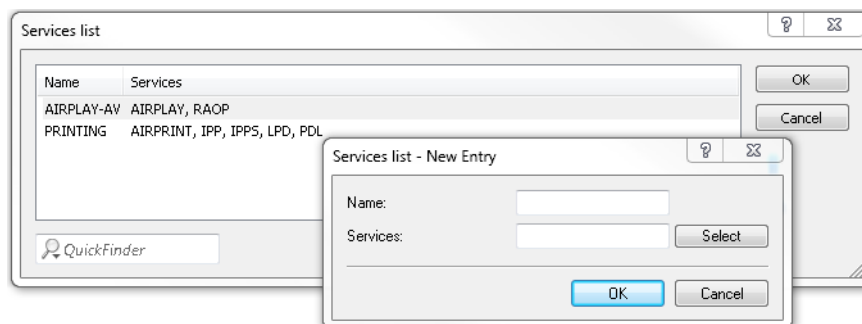 Services list
Name Services
AIRPLAY-AV AIRPLAY, RAOP
PRINTING AIRPRINT, IPP, IPPS, LPD, PDL
OK
Cancel
QuickFinder
Services list - New Entry
Name:
Services:
Select
OK Cancel